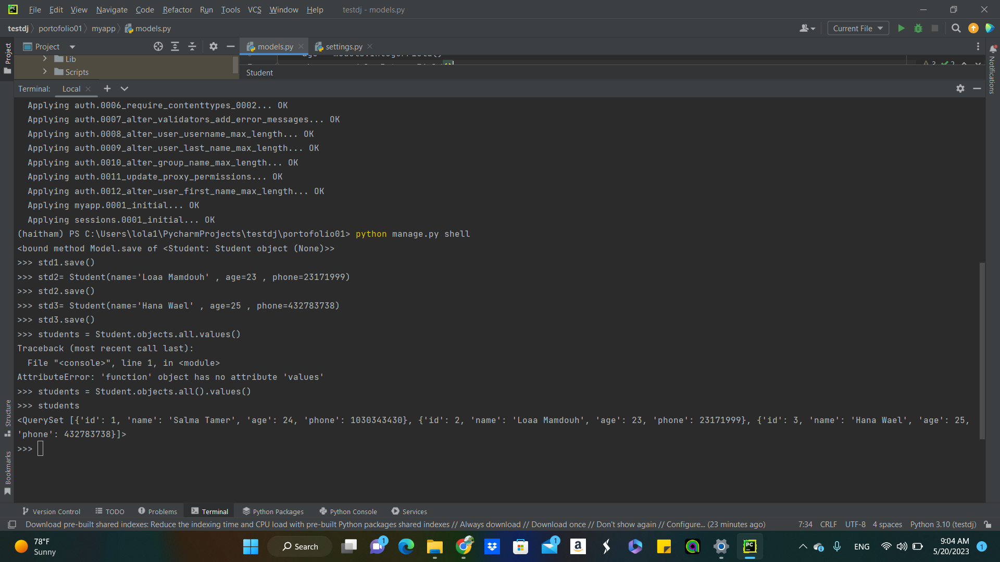 File Edit View Navigate Code Refactor Run Tools VCS Window Help testdj - models.py
testdj portofolio01 myapp models.py Current File
Project Project models.py settings.py
Lib
Scripts
3 2
Student
Notifications
Terminal: Local
Applying auth.0006_require_contenttypes_0002... OK
Applying auth.0007_alter_validators_add_error_messages... OK
Applying auth.0008_alter_user_username_max_length... OK
Applying auth.0009_alter_user_last_name_max_length... OK
Applying auth.0010_alter_group_name_max_length... OK
Applying auth.0011_update_proxy_permissions... OK
Applying auth.0012_alter_user_first_name_max_length... OK
Applying myapp.0001_initial... OK
Applying sessions.0001_initial... OK
(haitham) PS C:\Users\lola1\PycharmProjects\testdj\portofolio01> python manage.py shell
<bound method Model.save of <Student: Student object (None)>>
>>> std1.save()
>>> std2= Student(name='Loaa Mamdouh' , age=23 , phone=23171999)
>>> std2.save()
>>> std3= Student(name='Hana Wael' , age=25 , phone=432783738)
>>> std3.save()
>>> students = Student.objects.all.values()
Traceback (most recent call last):
File "<console>", line 1, in <module>
AttributeError: 'function' object has no attribute 'values'
>>> students = Student.objects.all().values()
>>> students
<QuerySet [{'id': 1, 'name': 'Salma Tamer', 'age': 24, 'phone': 1030343430}, {'id': 2, 'name': 'Loaa Mamdouh', 'age': 23, 'phone': 23171999}, {'id': 3, 'name': 'Hana Wael', 'age': 25,
'phone': 432783738}]>
>>>
Structure
Bookmarks
Version Control TODO Problems Terminal Python Packages Python Console Services
Download pre-built shared indexes: Reduce the indexing time and CPU load with pre-built Python packages shared indexes // Always download // Download once // Don't show again // Configure... (23 minutes ago) 7:34 CRLF UTF-8 4 spaces Python 3.10 (testdj)
78°F
Sunny
Search
1
1
a
PC
ENG
9:04 AM
5/20/2023
1